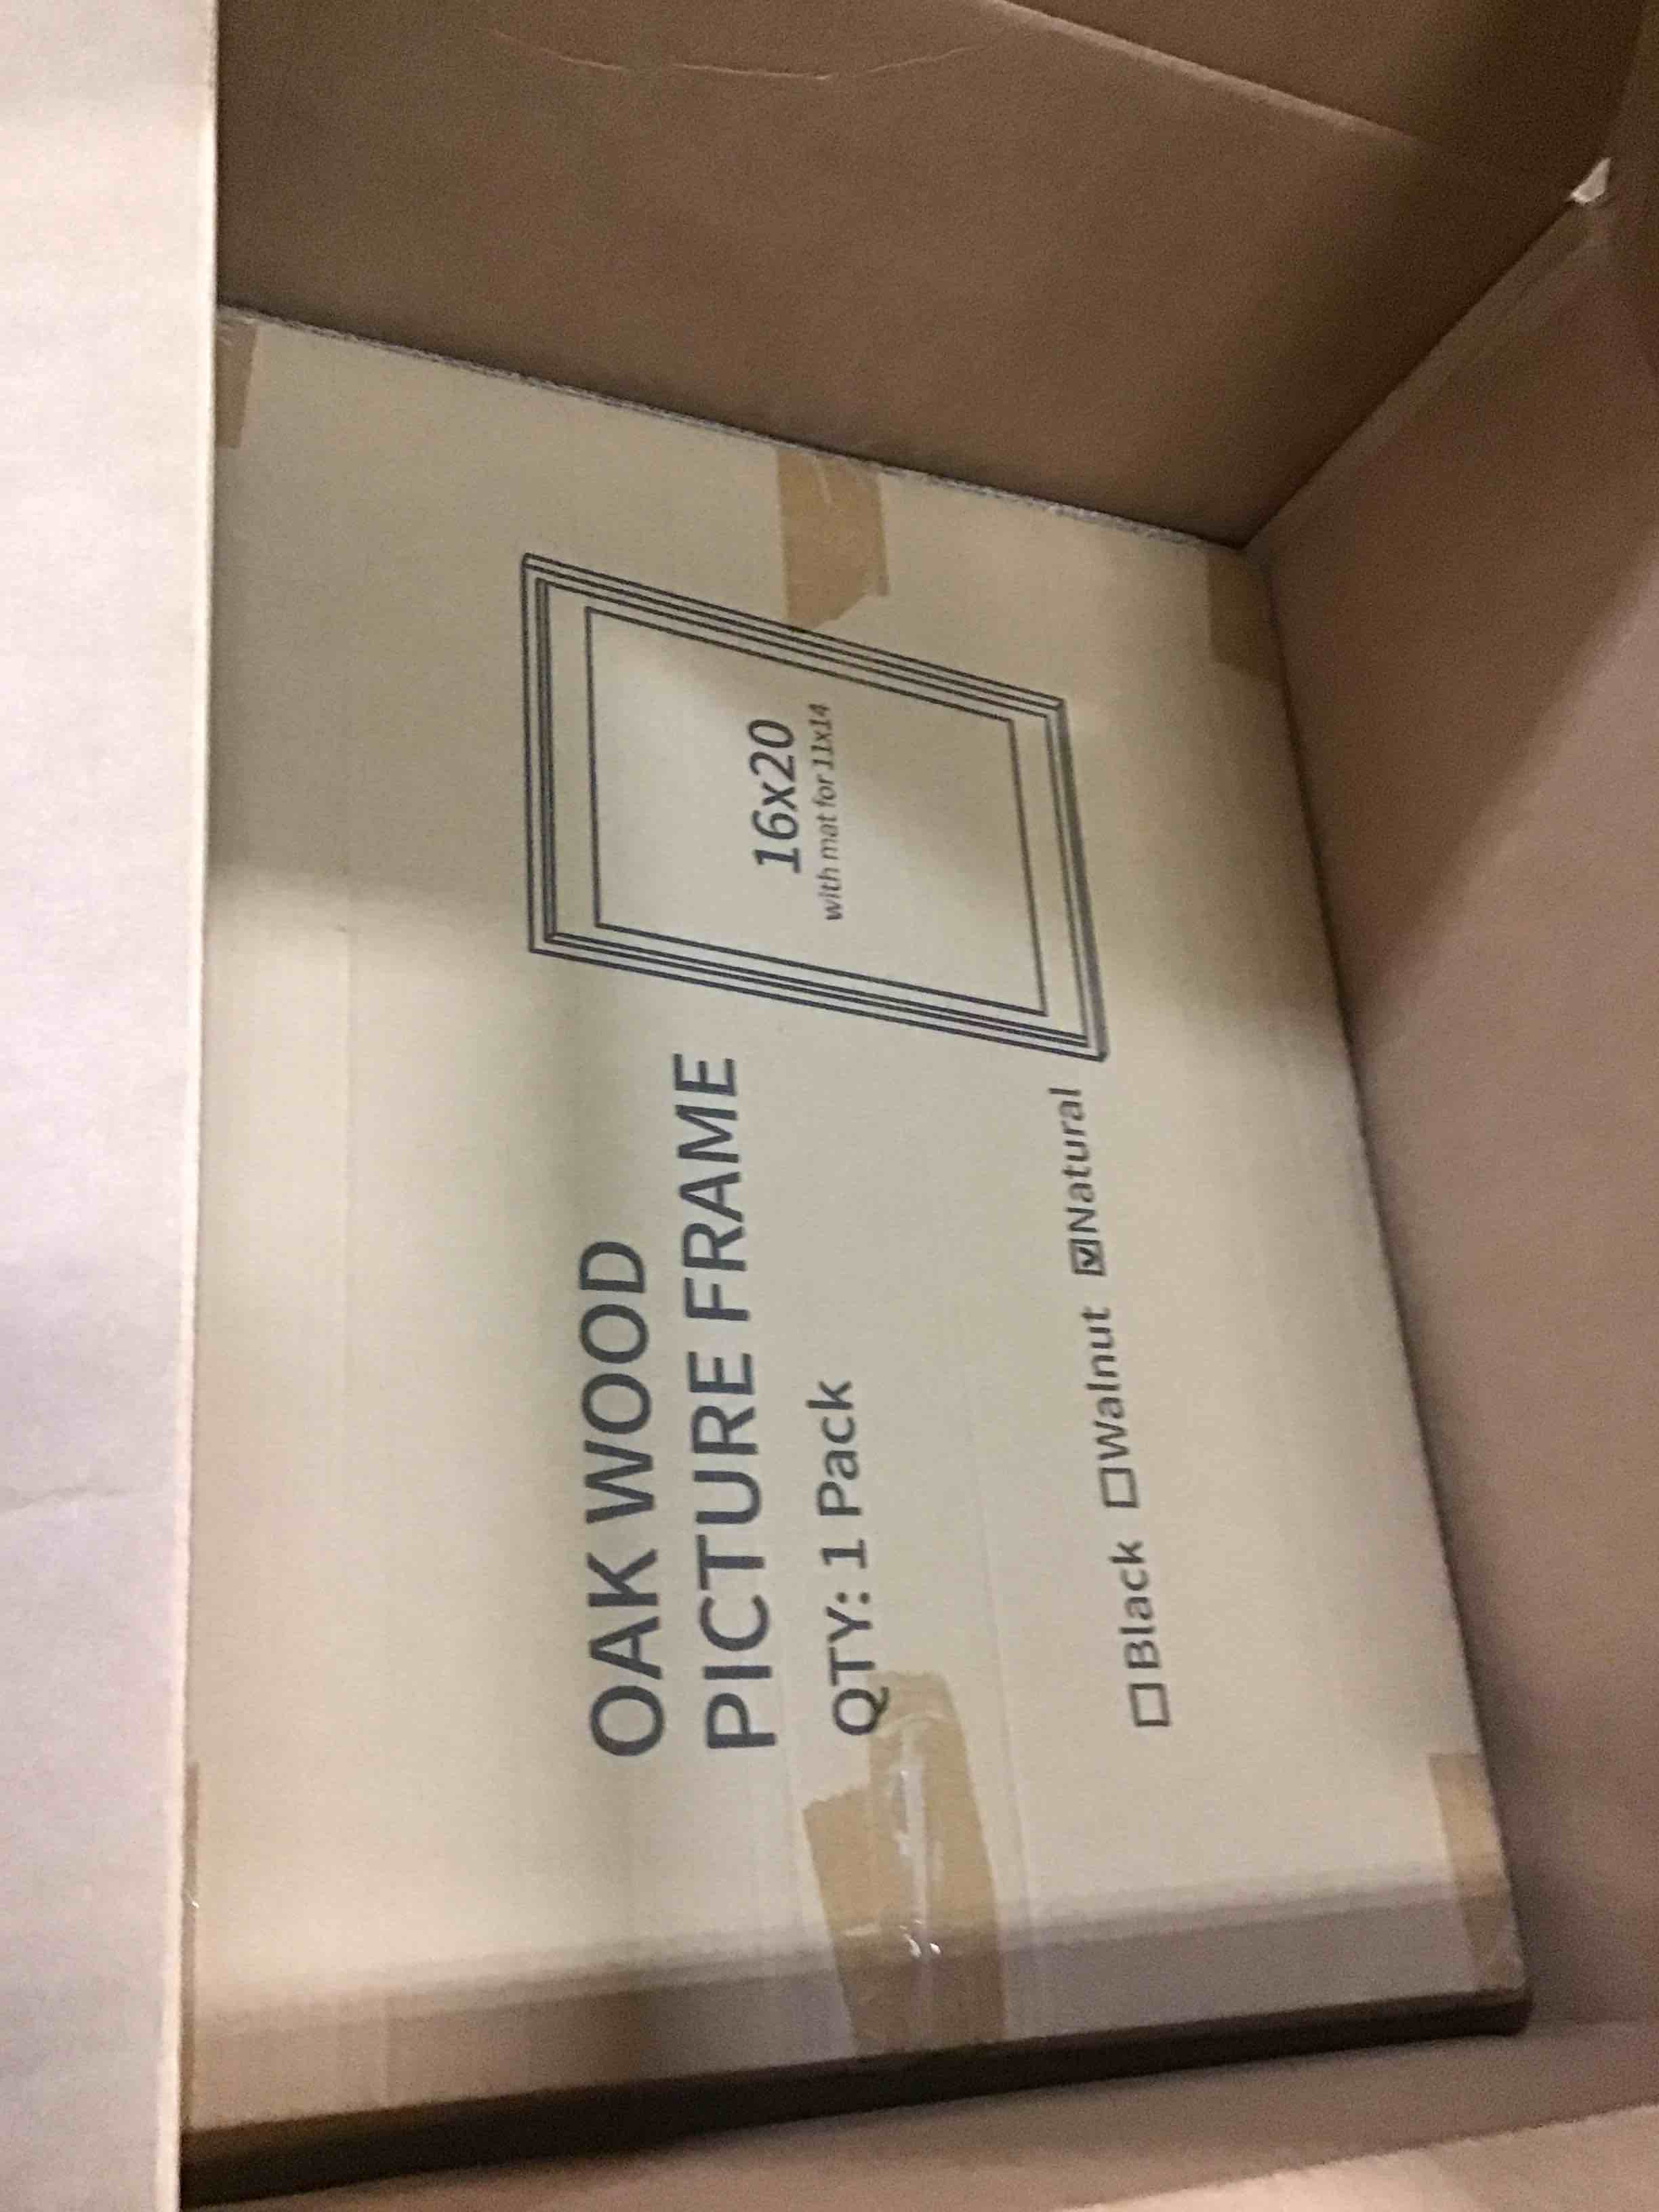 OAK WOOD
PICTURE FRAME
QTY: 1 Pack
☐Black ☐Walnut ☑Natural
16x20
with mat for 11x14